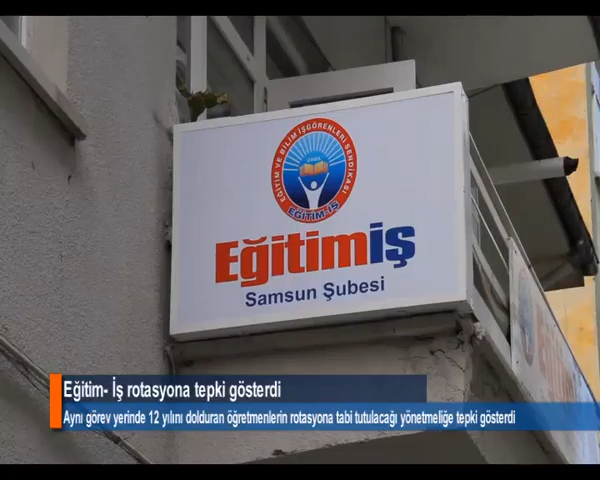 EĞİTİM VE BİLİM İŞGÖRENLERİ SENDİKASI
EĞİTİM-İŞ
Eğitimiş
Samsun Şubesi
Eğitim
Eğitim- İş rotasyona tepki gösterdi
Aynı görev yerinde 12 yılını dolduran öğretmenlerin rotasyona tabi tutulacağı yönetmeliğe tepki gösterdi